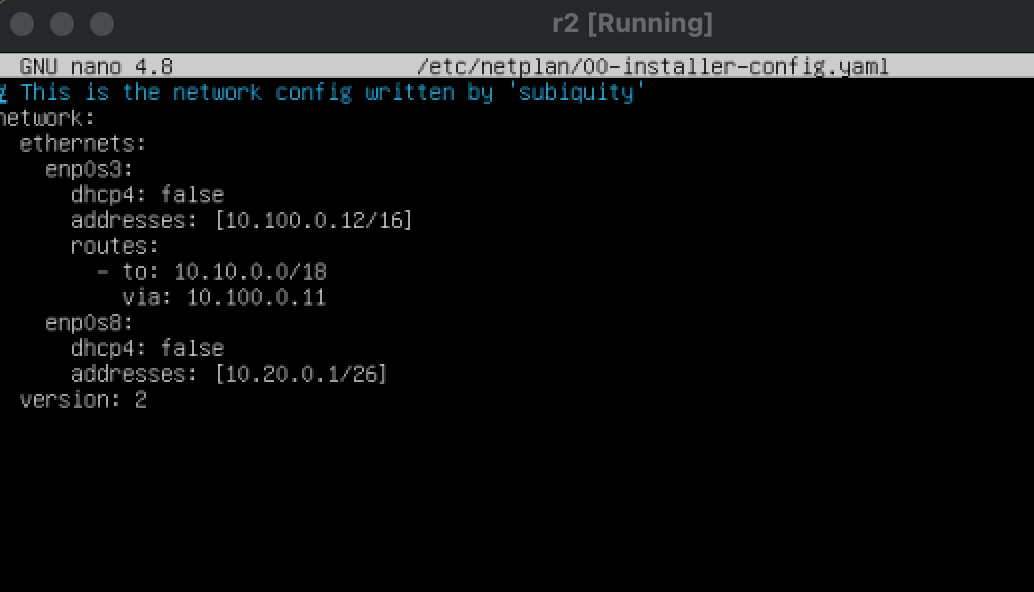 r2 [Running]
GNU nano 4.8 /etc/netplan/00-installer-config.yaml
# This is the network config written by 'subiquity'
network:
  ethernets:
    enp0s3:
      dhcp4: false
      addresses: [10.100.0.12/16]
      routes:
        - to: 10.10.0.0/18
          via: 10.100.0.11
    enp0s8:
      dhcp4: false
      addresses: [10.20.0.1/26]
  version: 2